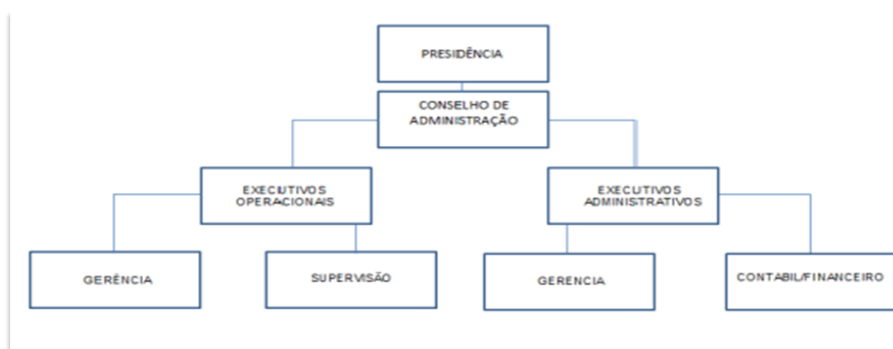 PRESIDÊNCIA
CONSELHO DE
ADMINISTRAÇÃO
EXECUTIVOS
OPERACIONAIS
EXECUTIVOS
ADMINISTRATIVOS
GERÊNCIA
SUPERVISÃO
GERENCIA
CONTABIL/FINANCEIRO